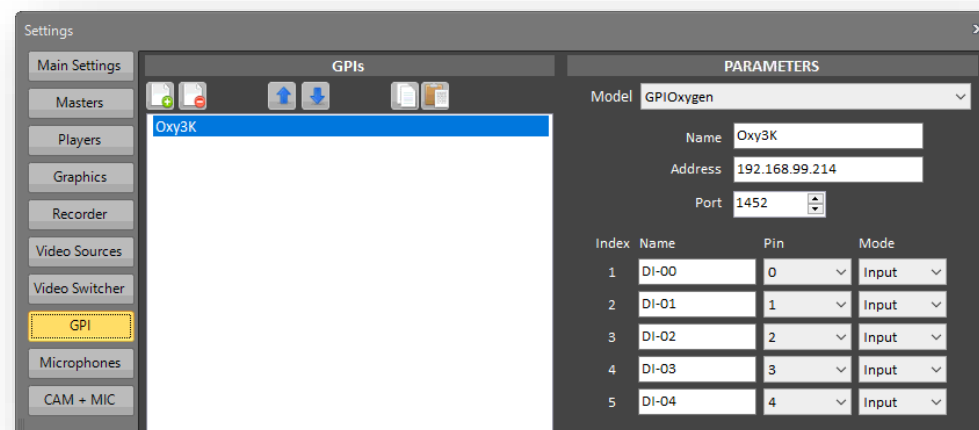 Settings
Main Settings
Masters
Players
Graphics
Recorder
Video Sources
Video Switcher
GPI
Microphones
CAM + MIC
GPIs
Oxy3K
PARAMETERS
Model GPIOxygen
Name Oxy3K
Address 192.168.99.214
Port 1452
Index Name Pin Mode
1 DI-00 0 Input
2 DI-01 1 Input
3 DI-02 2 Input
4 DI-03 3 Input
5 DI-04 4 Input